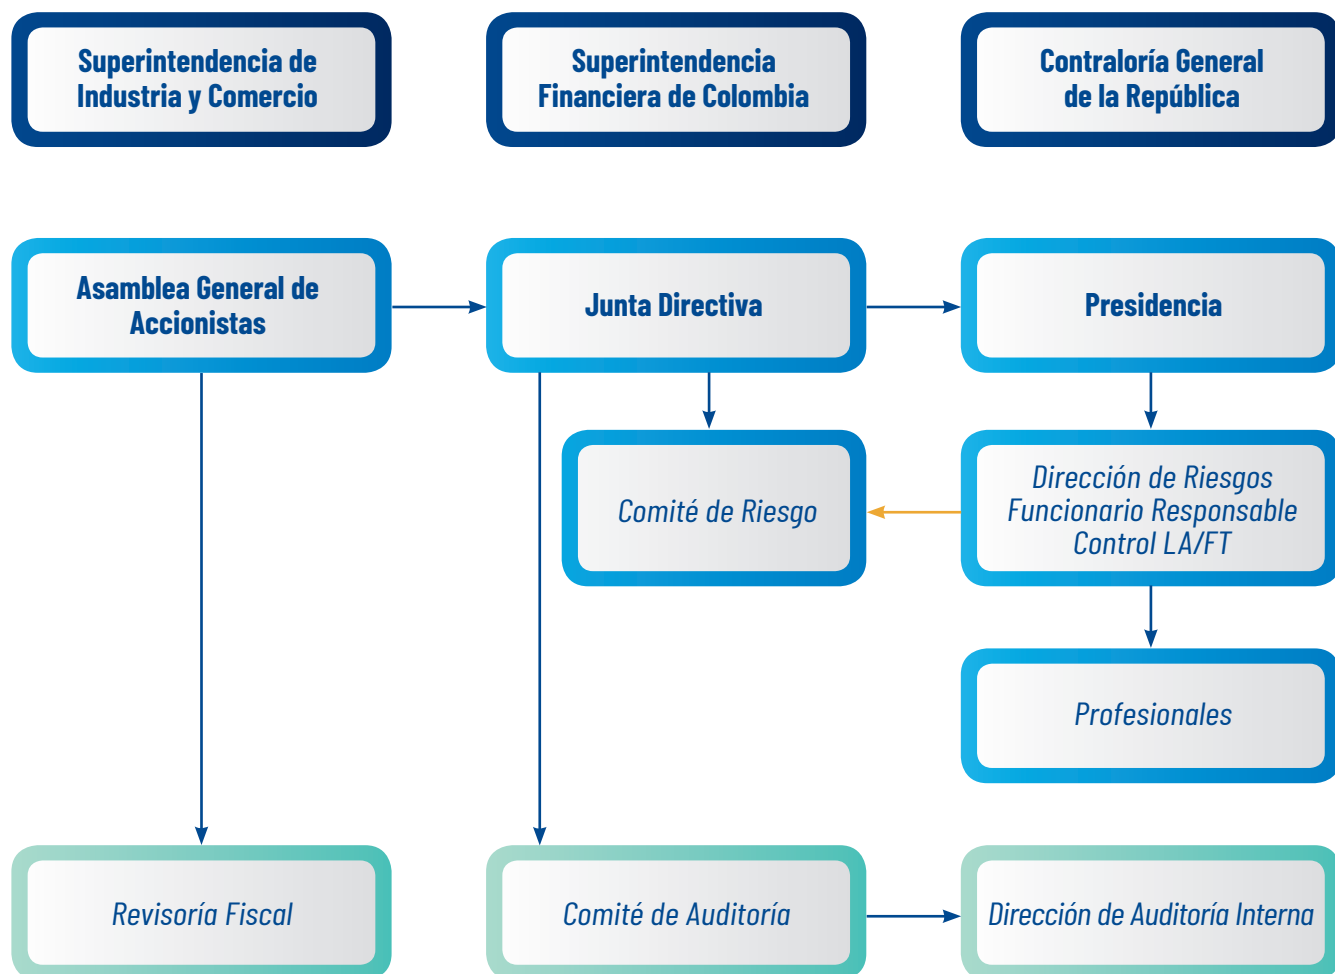 Superintendencia de
Industria y Comercio
Superintendencia
Financiera de Colombia
Contraloría General
de la República
Asamblea General de
Accionistas
Junta Directiva
Presidencia
Comité de Riesgo
Dirección de Riesgos
Funcionario Responsable
Control LA/FT
Profesionales
Revisoría Fiscal
Comité de Auditoría
Dirección de Auditoría Interna